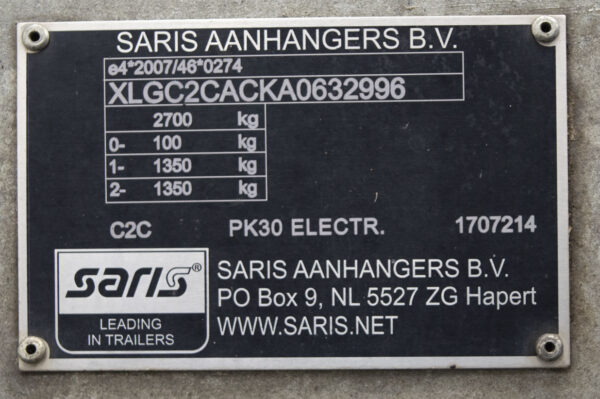 SARIS AANHANGERS B.V.
e4*2007/46*0274
XLGC2CACKA0632996
2700 kg
0- 100 kg
1- 1350 kg
2- 1350 kg
C2C PK30 ELECTR. 1707214
saris®
LEADING
IN TRAILERS
SARIS AANHANGERS B.V.
PO Box 9, NL 5527 ZG Hapert
WWW.SARIS.NET